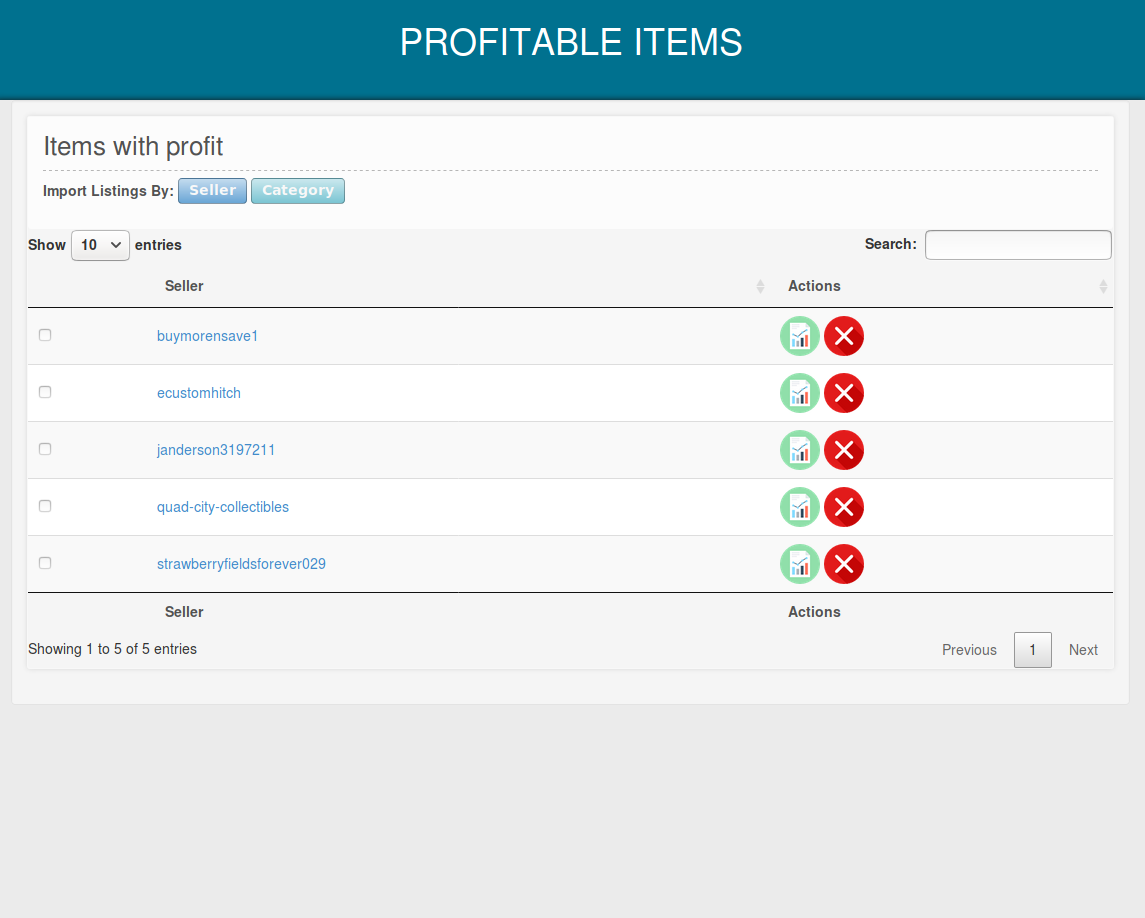 PROFITABLE ITEMS
Items with profit
Import Listings By: Seller Category
Show 10 entries Search:
Seller Actions
buymorensave1
ecustomhitch
janderson3197211
quad-city-collectibles
strawberryfieldsforever029
Seller Actions
Showing 1 to 5 of 5 entries Previous 1 Next